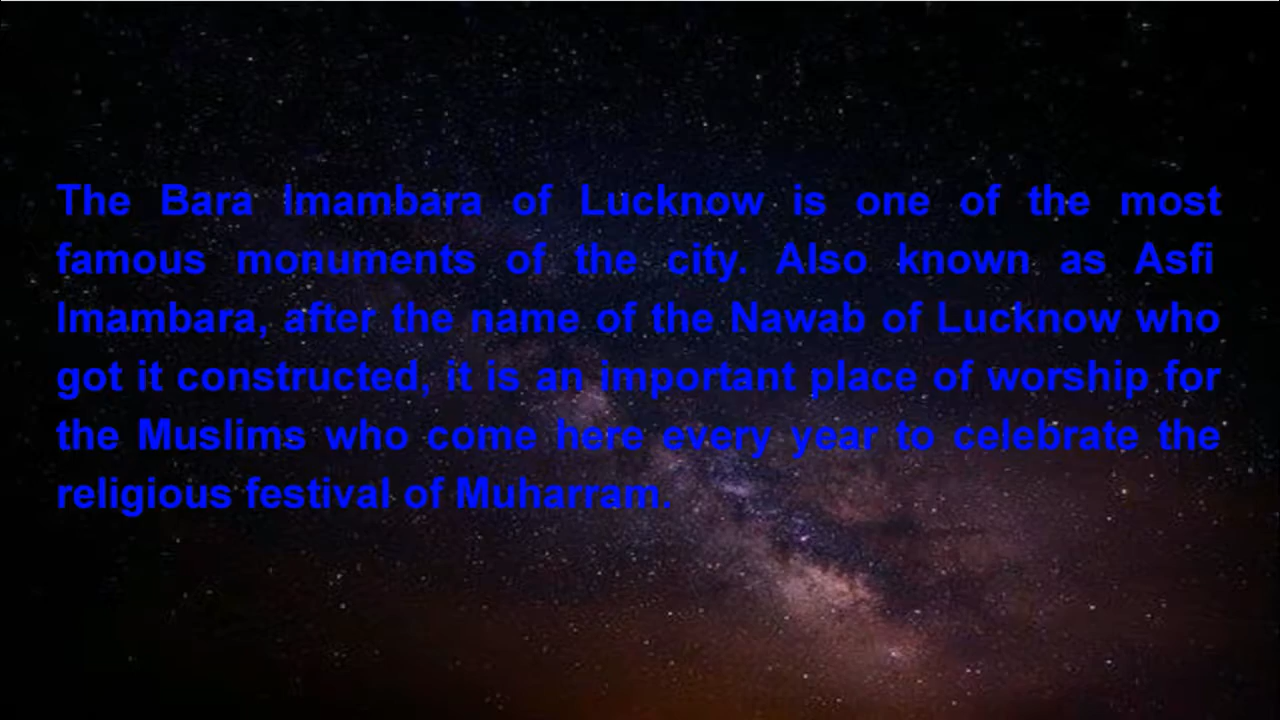 The Bara Imambara of Lucknow is one of the most
famous monuments of the city. Also known as Asfi
Imambara, after the name of the Nawab of Lucknow who
got it constructed, it is an important place of worship for
the Muslims who come here every year to celebrate the
religious festival of Muharram.